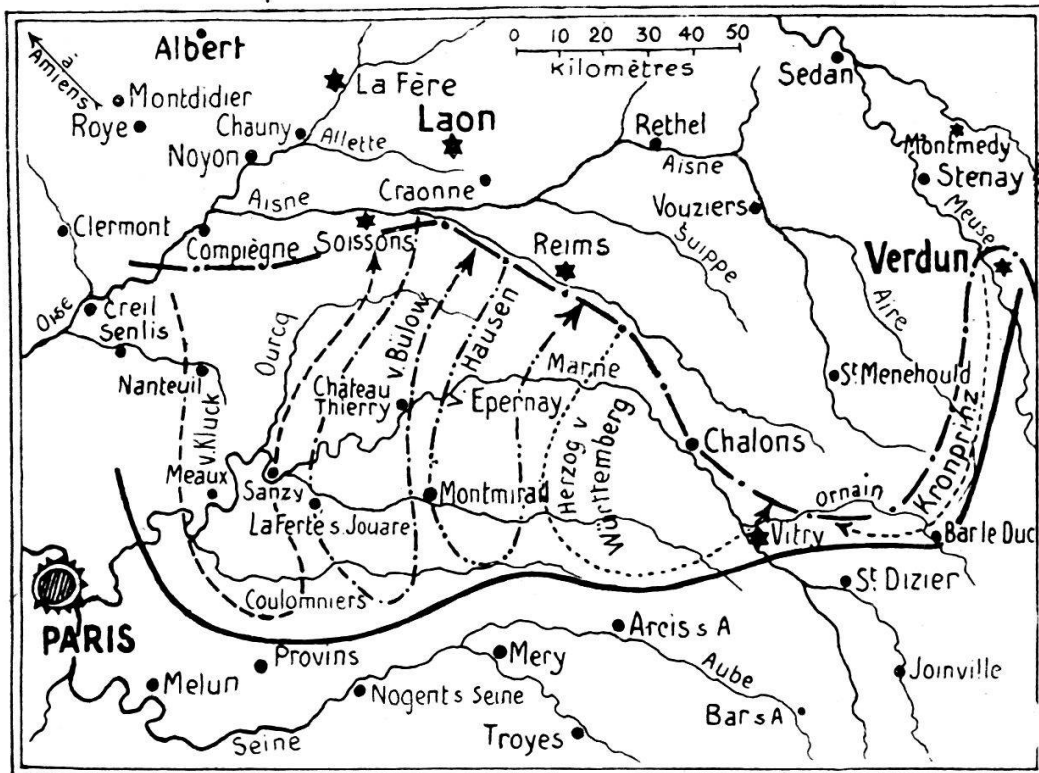 à
Amiens
Albert
Montdidier
Roye
La Fère
Chauny
Noyon
Allette
Laon
0 10 20 30 40 50
Kilomètres
Sedan
Rethel
Aisne
Montmedy
Stenay
Meuse
Craonne
Aisne
Vouziers
Clermont
Compiègne
Soissons
Reims
Suippe
Verdun
Aire
Oise
Creil
Senlis
Nanteuil
Ourcq
v. Bülow
v. Hausen
Marne
St. Menehould
Château
Thierry
Epernay
v. Kluck
Herzog v
Württemberg
Chalons
Kronprinz
Meaux
Sanzy
Montmirail
La Ferte s Jouare
Ornain
Vitry
Bar le Duc
Coulomniers
St. Dizier
PARIS
Provins
Melun
Arcis s A
Mery
Aube
Joinville
Nogent s Seine
Bar s A
Seine
Troyes